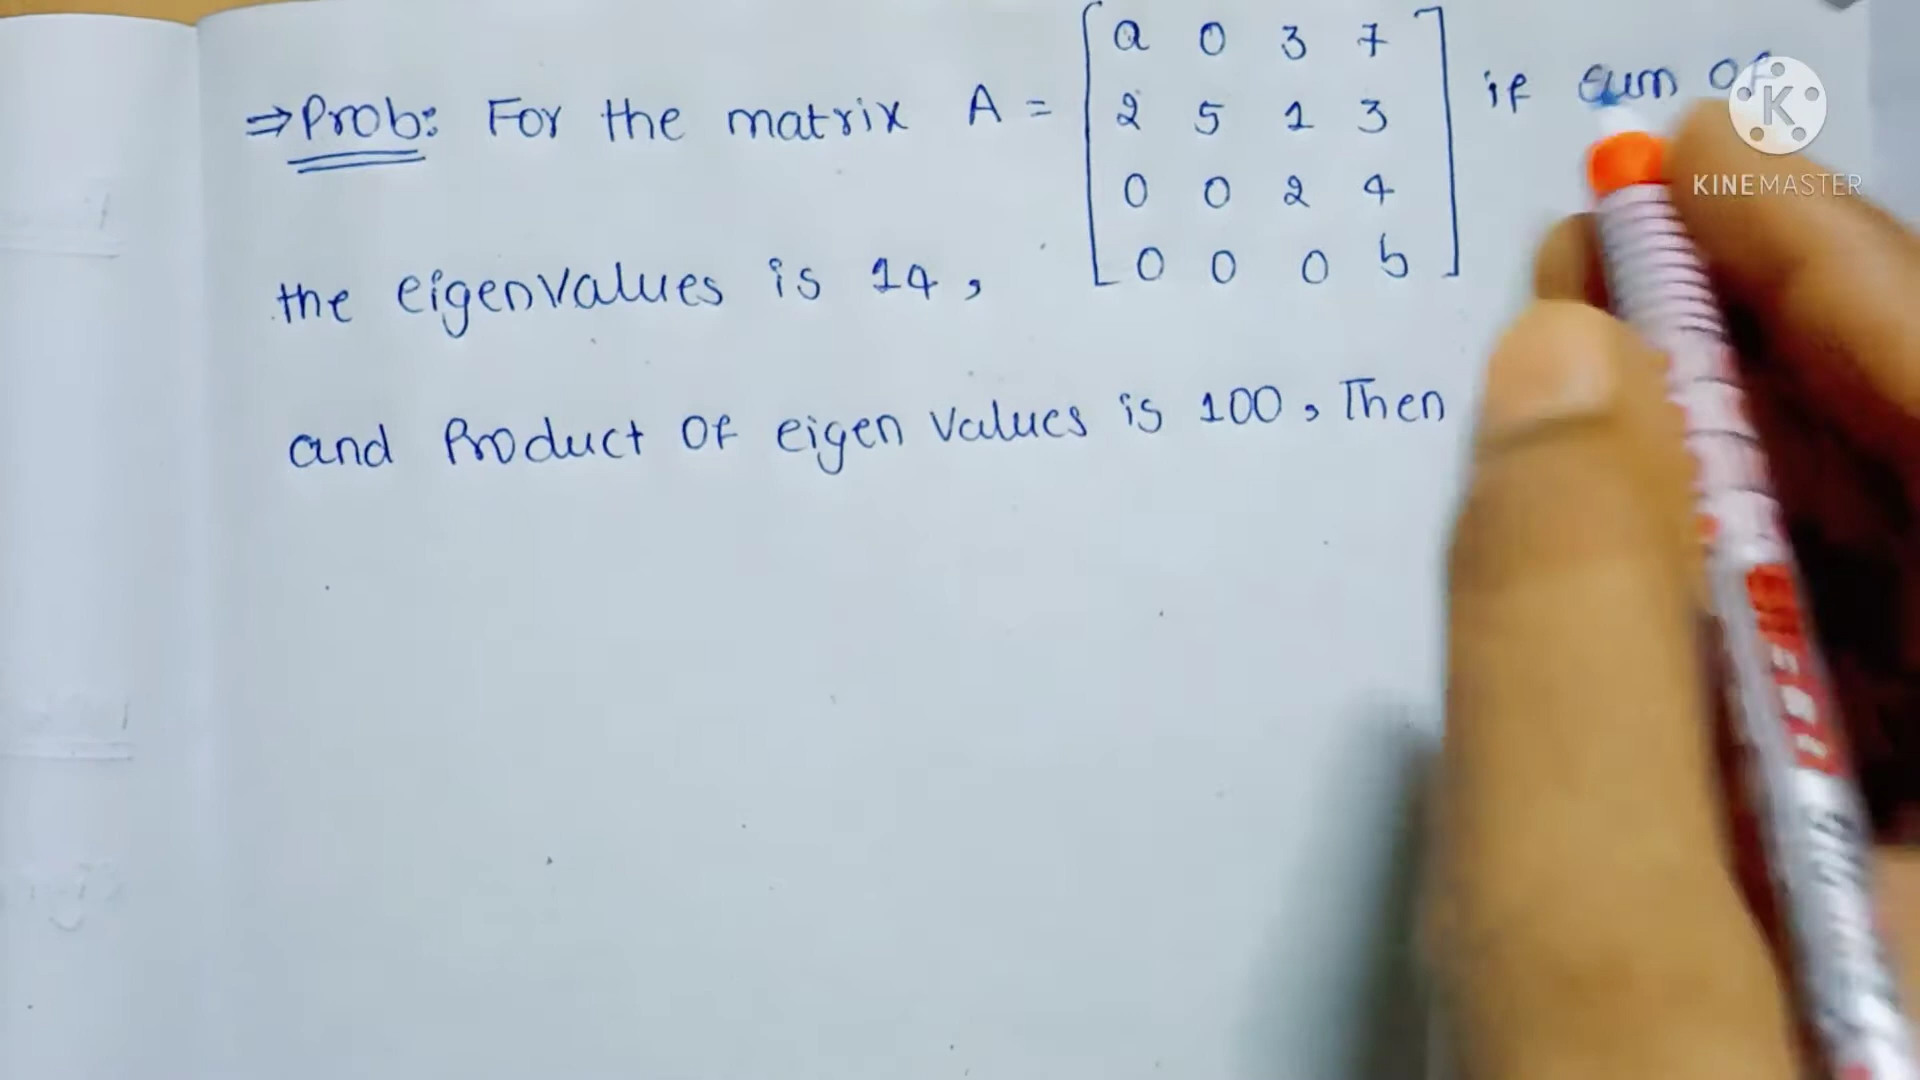 ⇒Prob: For the matrix A = [a 0 3 7
2 5 1 3
0 0 2 4
0 0 0 b] if sum of
the eigenvalues is 14,
and Product of eigen values is 100, Then
KINEMASTER